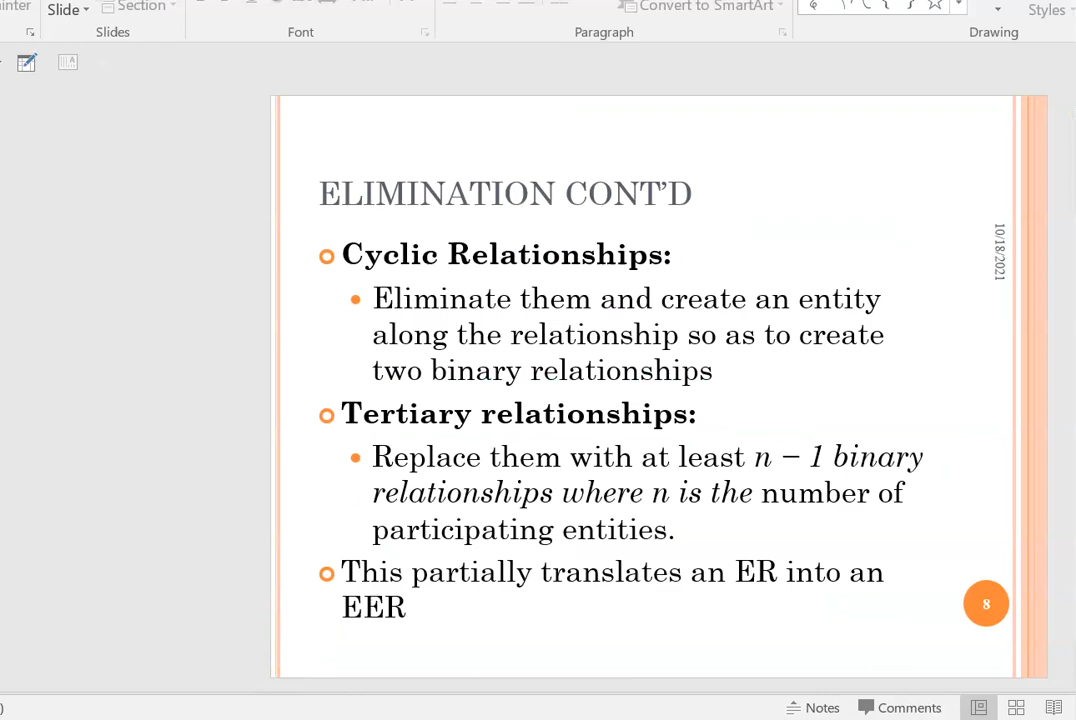 Slide
Section
Convert to SmartArt
Styles
Slides
Font
Paragraph
Drawing
ELIMINATION CONT’D
10/18/2021
Cyclic Relationships:
Eliminate them and create an entity
along the relationship so as to create
two binary relationships
Tertiary relationships:
Replace them with at least n − 1 binary
relationships where n is the number of
participating entities.
This partially translates an ER into an
EER
8
Notes
Comments